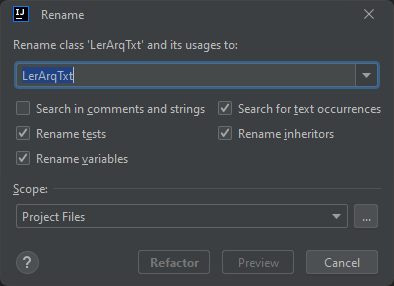 IJ Rename
Rename class 'LerArqTxt' and its usages to:
LerArqTxt
Search in comments and strings
Search for text occurrences
Rename tests
Rename inheritors
Rename variables
Scope:
Project Files
...
?
Refactor
Preview
Cancel